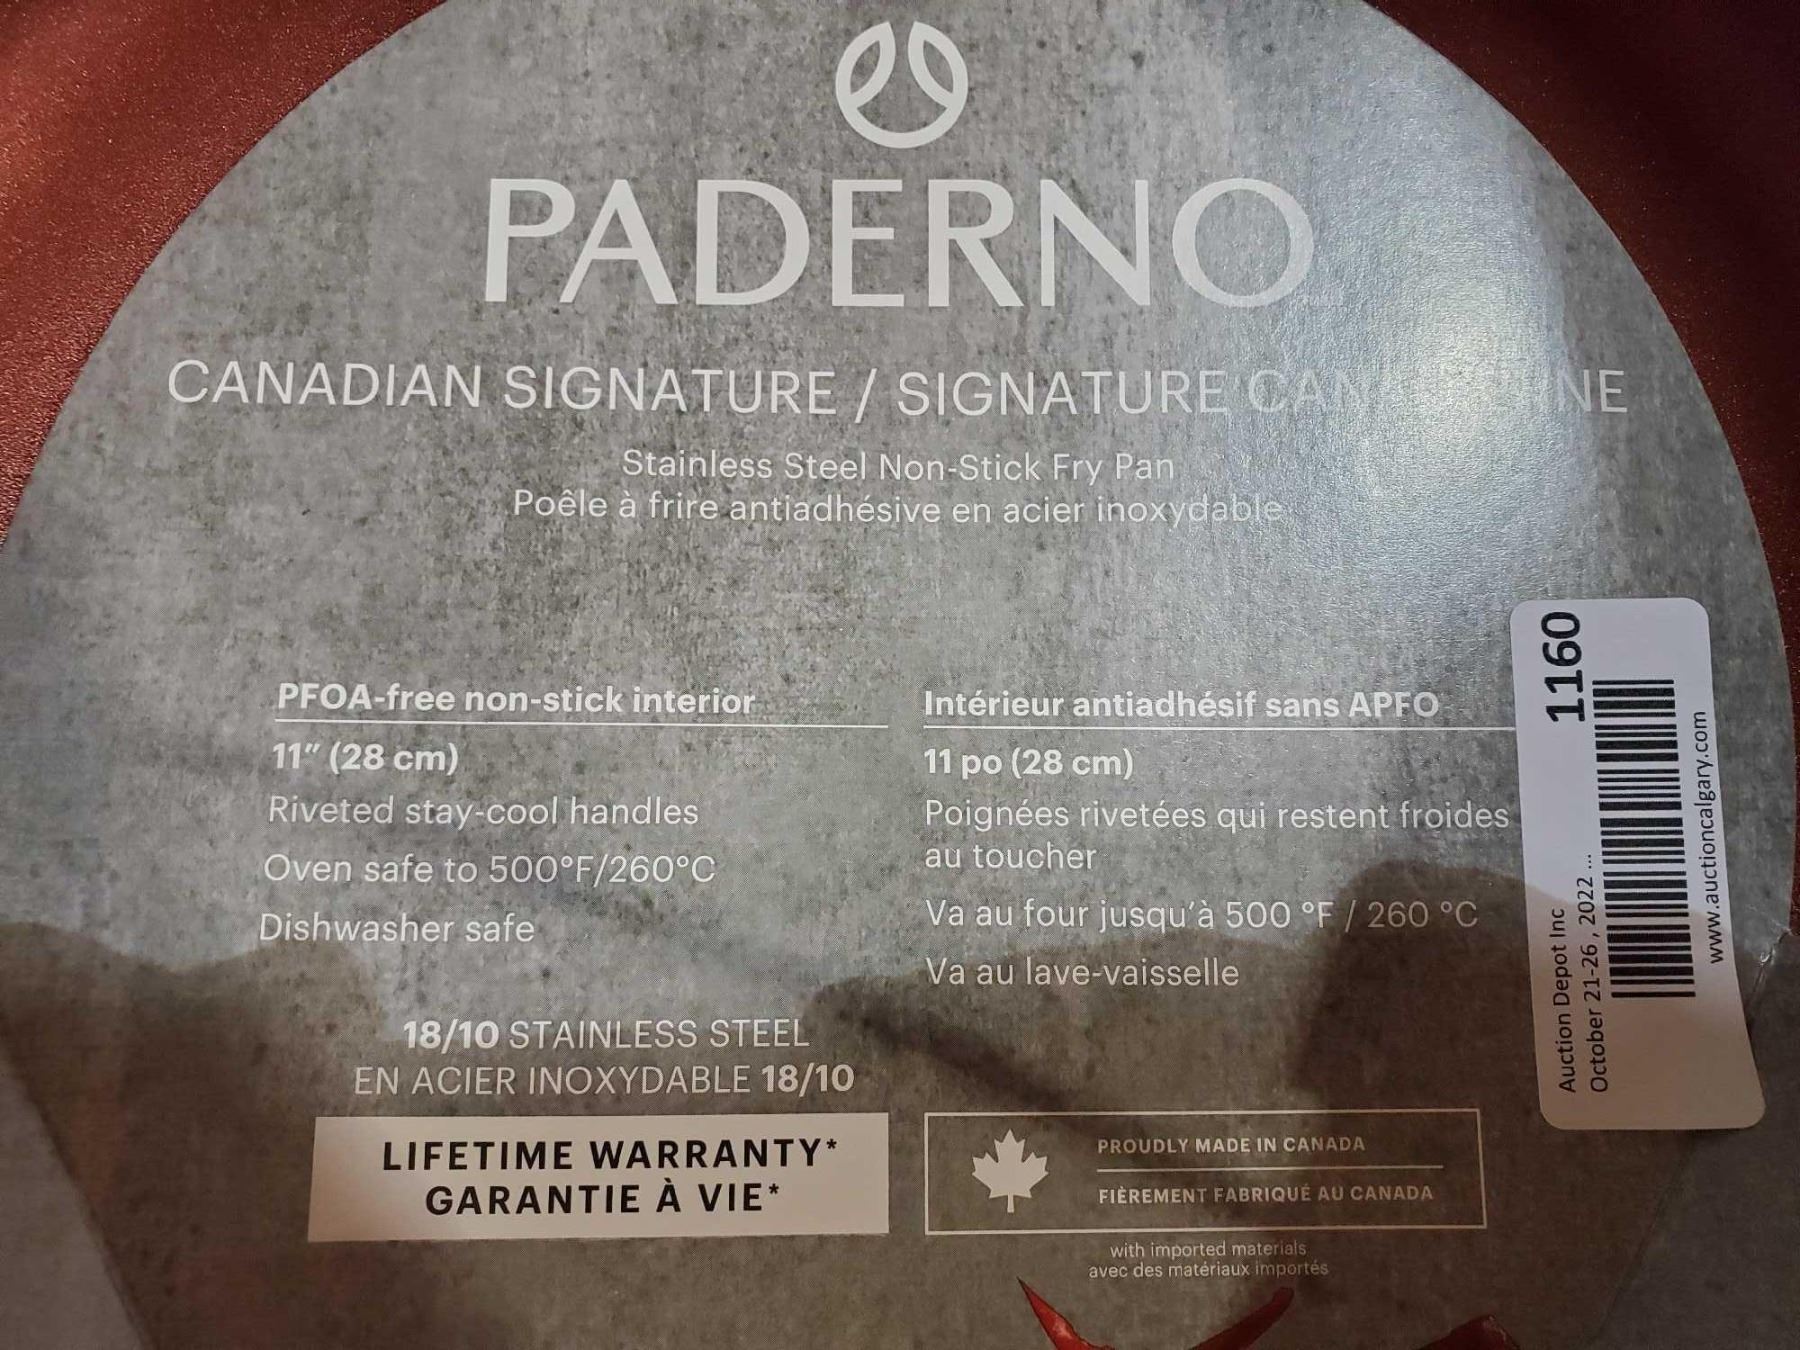 PADERNO
CANADIAN SIGNATURE / SIGNATURE
Stainless Steel Non-Stick Fry Pan
Poêle à frire antiadhésive en acier inoxydable
PFOA-free non-stick interior
11" (28 cm)
Riveted stay-cool handles
Oven safe to 500°F/260°C
Dishwasher safe
Intérieur antiadhésif sans APFO
11 po (28 cm)
Poignées rivetées qui restent froides
au toucher
Va au four jusqu'à 500 °F / 260 °C
Va au lave-vaisselle
18/10 STAINLESS STEEL
EN ACIER INOXYDABLE 18/10
LIFETIME WARRANTY*
GARANTIE À VIE*
PROUDLY MADE IN CANADA
FIÈREMENT FABRIQUÉ AU CANADA
with imported materials
avec des matériaux importés
1160
Auction Depot Inc
October 21-26, 2022 ...
www.auctioncalgary.com